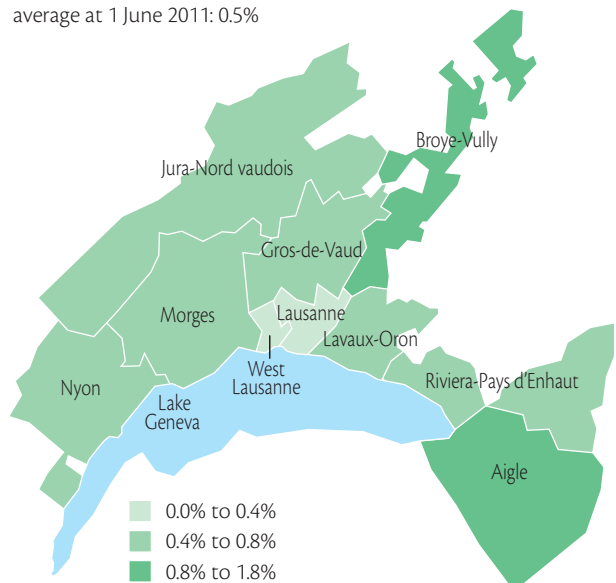 average at 1 June 2011: 0.5%
Broye-Vully
Jura-Nord vaudois
Gros-de-Vaud
Lausanne
Morges
Lavaux-Oron
West
Lausanne
Riviera-Pays d'Enhaut
Nyon
Lake
Geneva
Aigle
0.0% to 0.4%
0.4% to 0.8%
0.8% to 1.8%